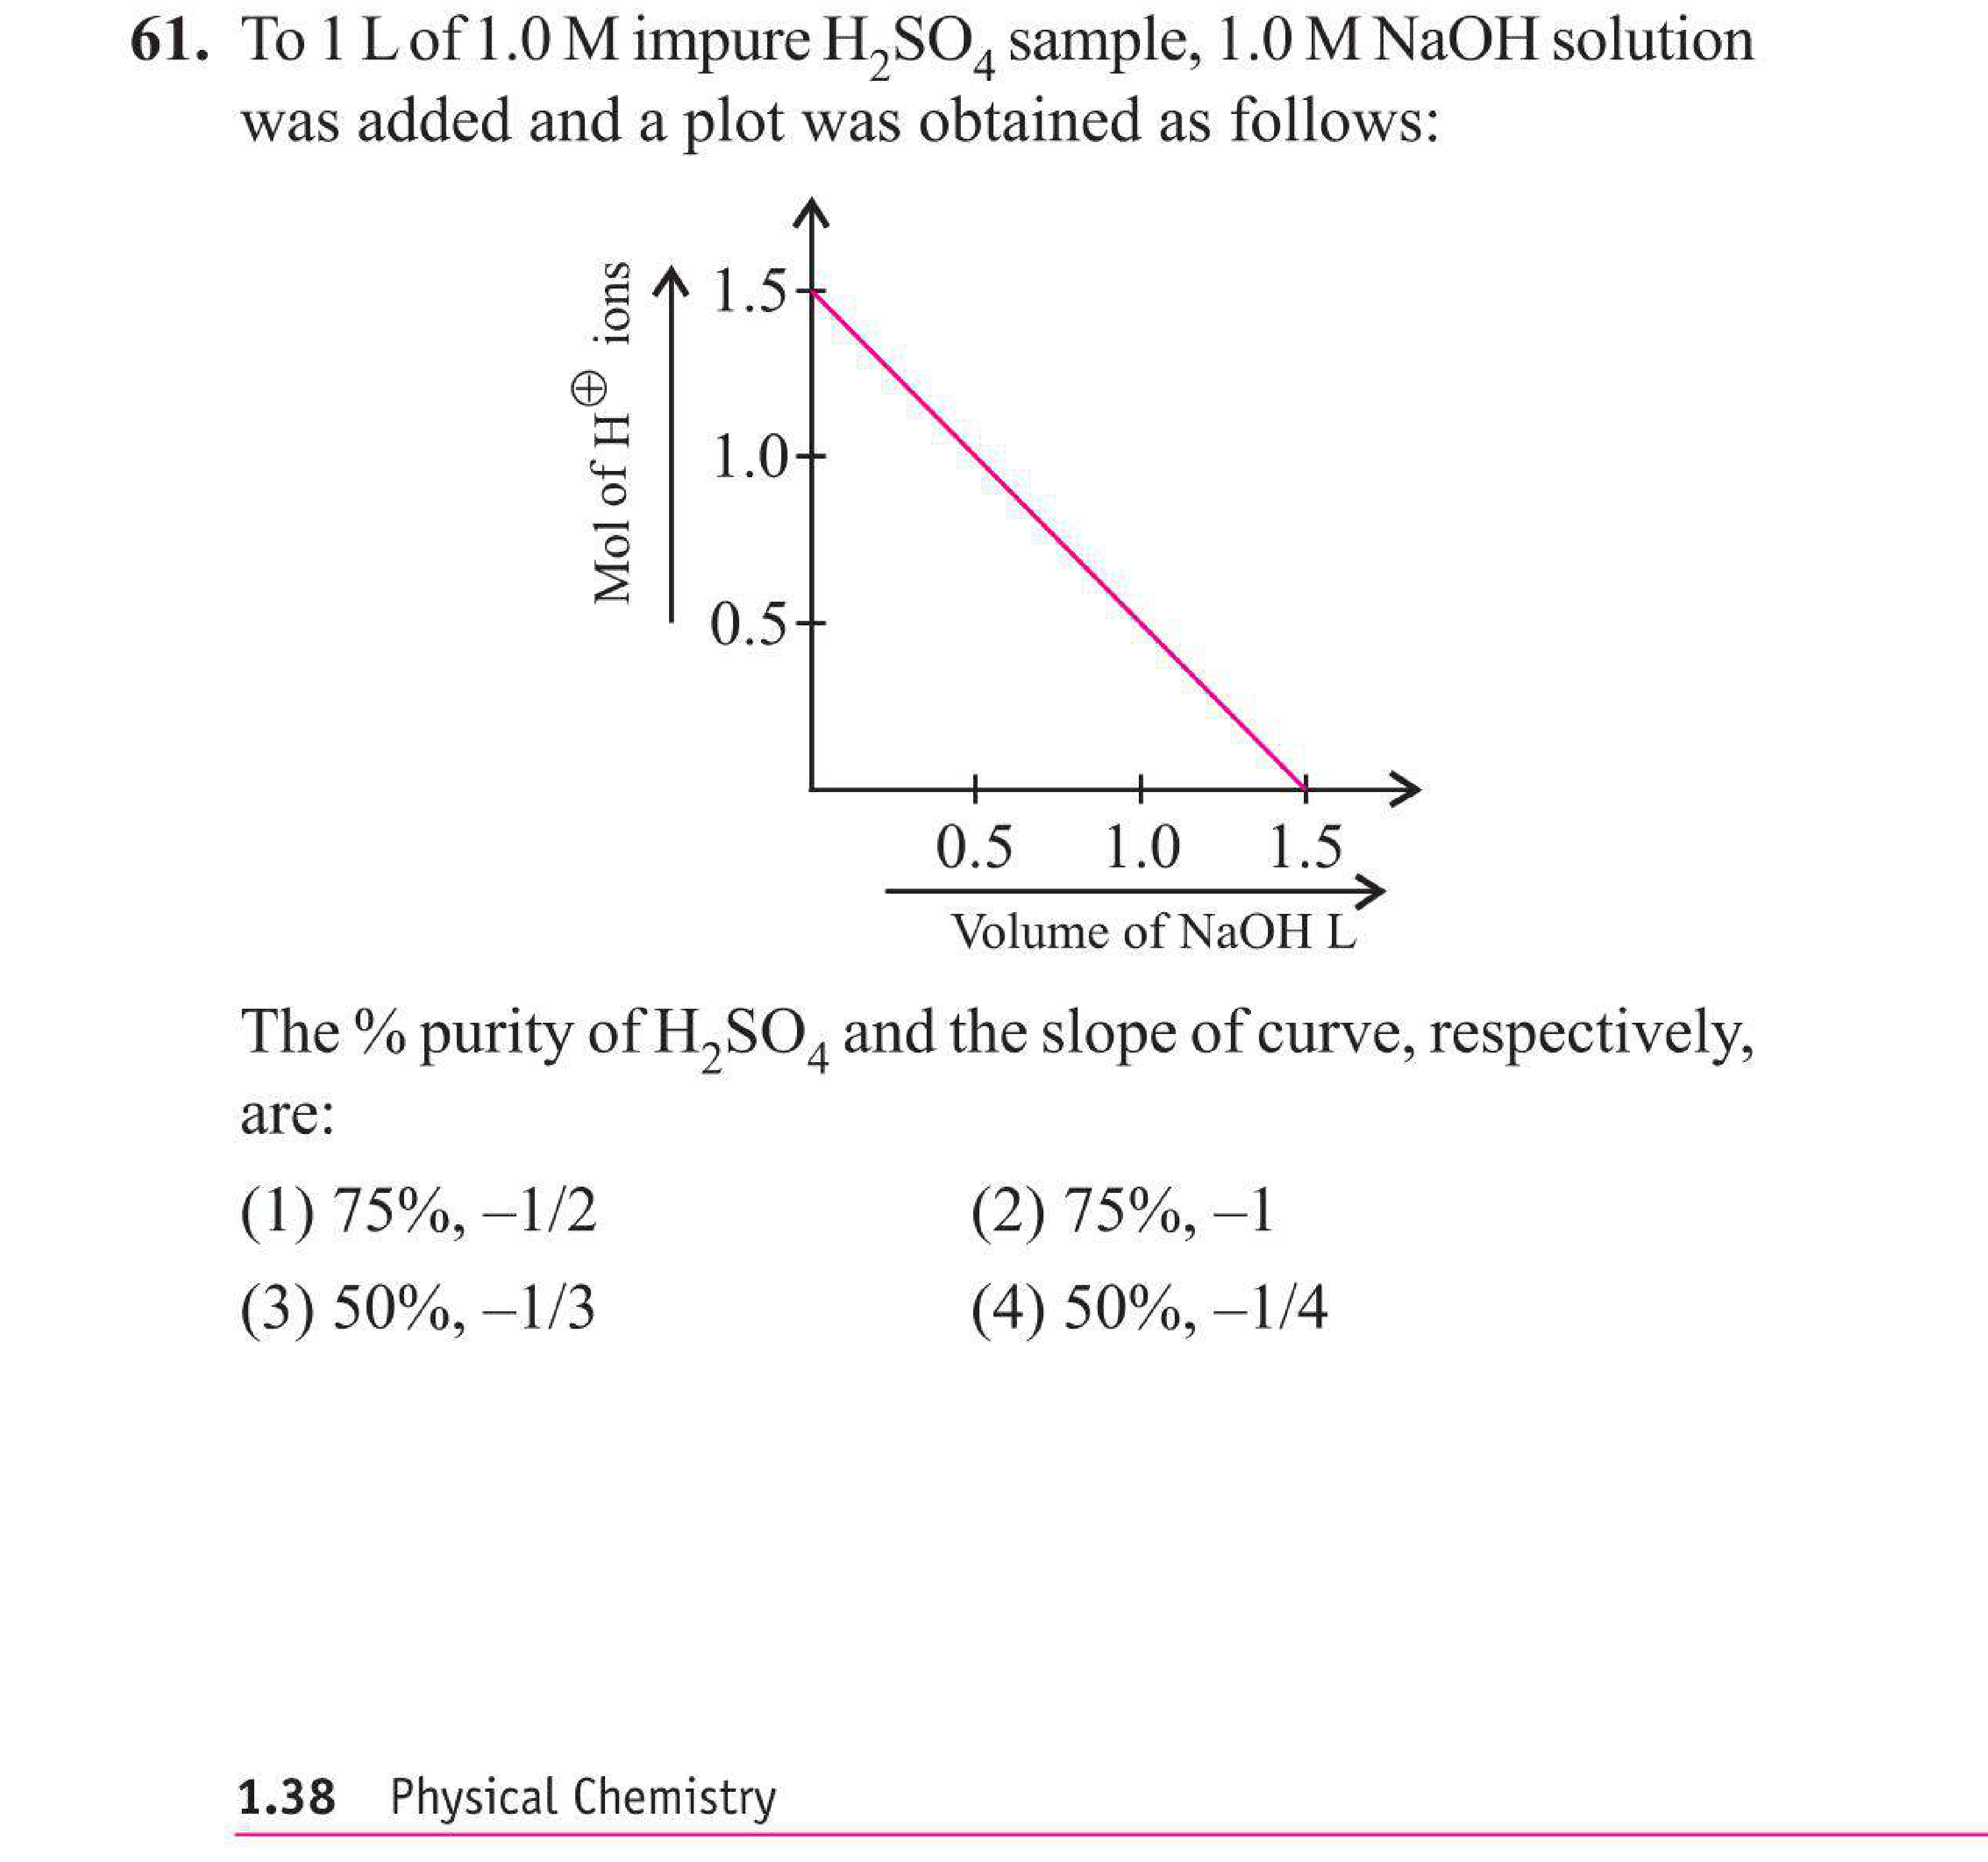 61. To 1 L of 1.0 M impure H₂SO₄ sample, 1.0 M NaOH solution
was added and a plot was obtained as follows:
Mol of H⊕ ions
1.5
1.0
0.5
0.5 1.0 1.5
Volume of NaOH L
The % purity of H₂SO₄ and the slope of curve, respectively,
are:
(1) 75%, –1/2 (2) 75%, –1
(3) 50%, –1/3 (4) 50%, –1/4
1.38 Physical Chemistry